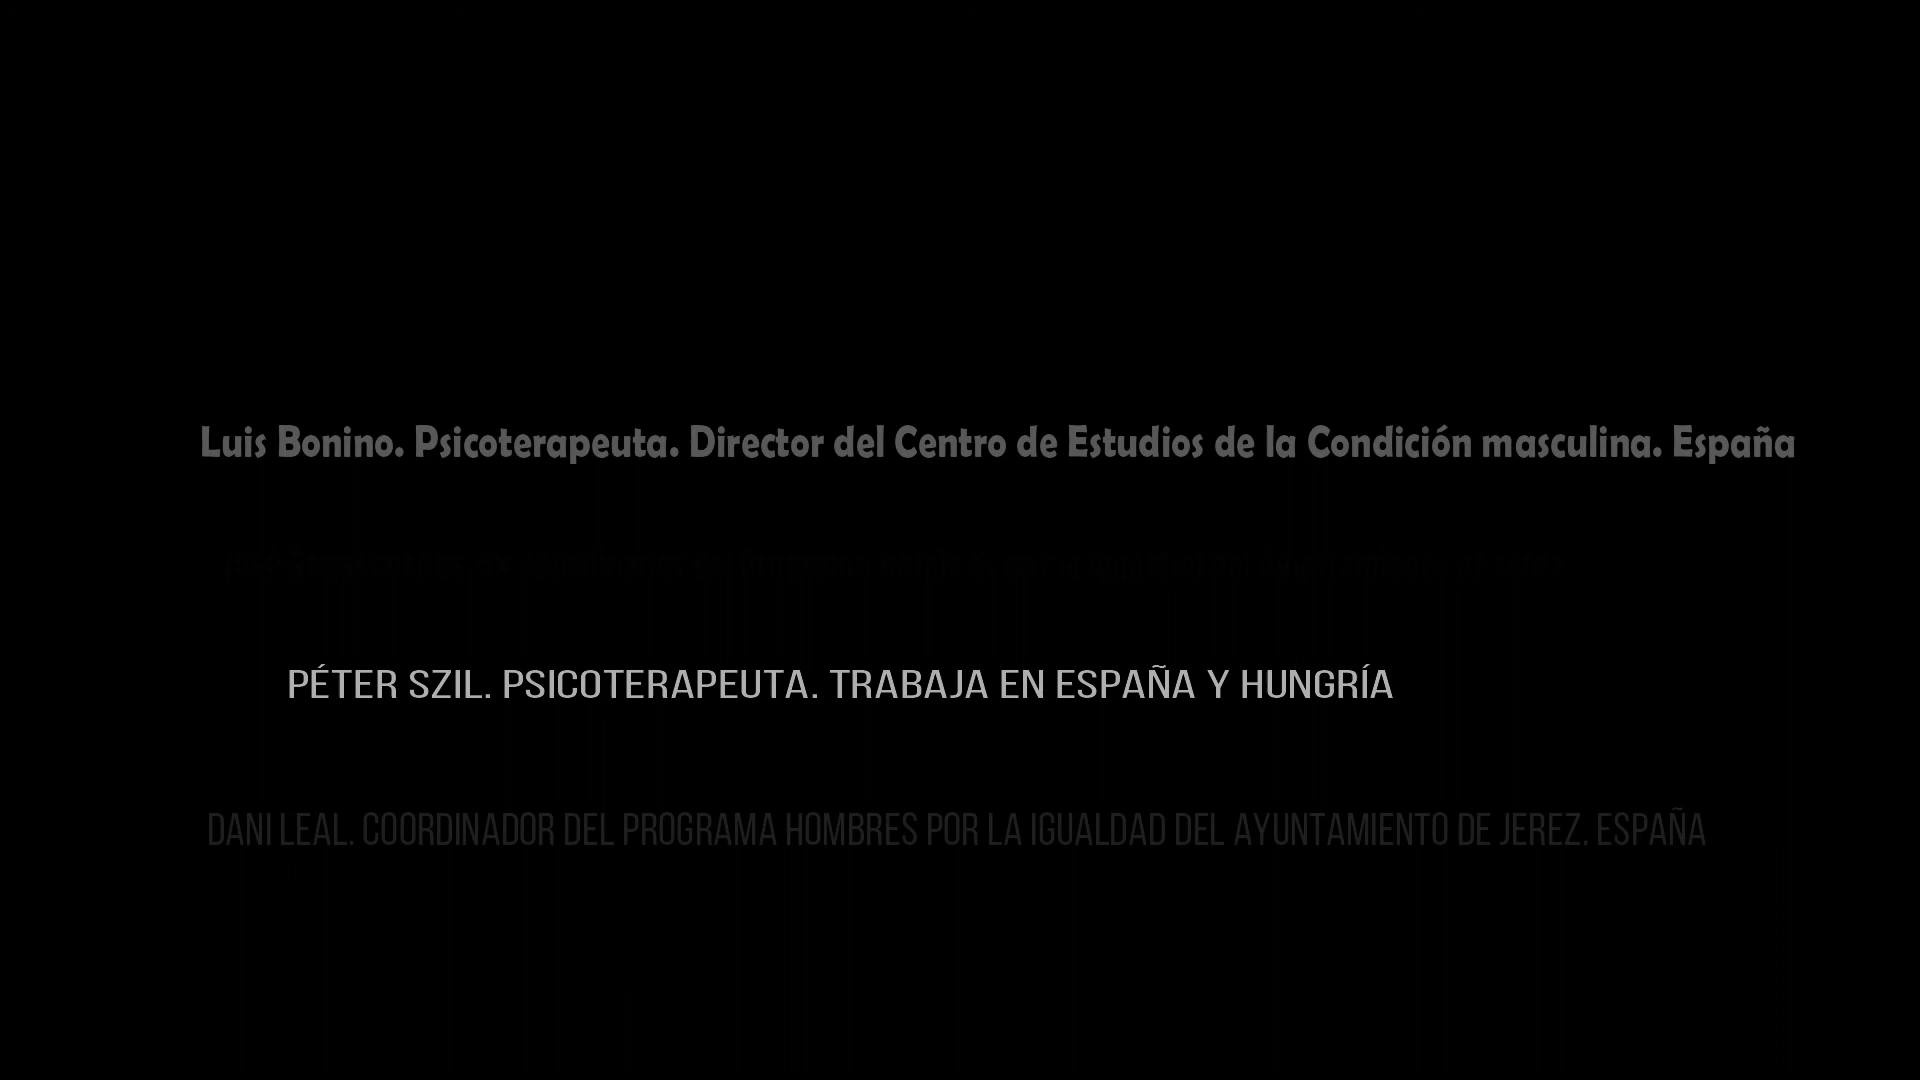 Luis Bonino. Psicoterapeuta. Director del Centro de Estudios de la Condición masculina. España
PÉTER SZIL. PSICOTERAPEUTA. TRABAJA EN ESPAÑA Y HUNGRÍA
DANI LEAL. COORDINADOR DEL PROGRAMA HOMBRES POR LA IGUALDAD DEL AYUNTAMIENTO DE JEREZ. ESPAÑA